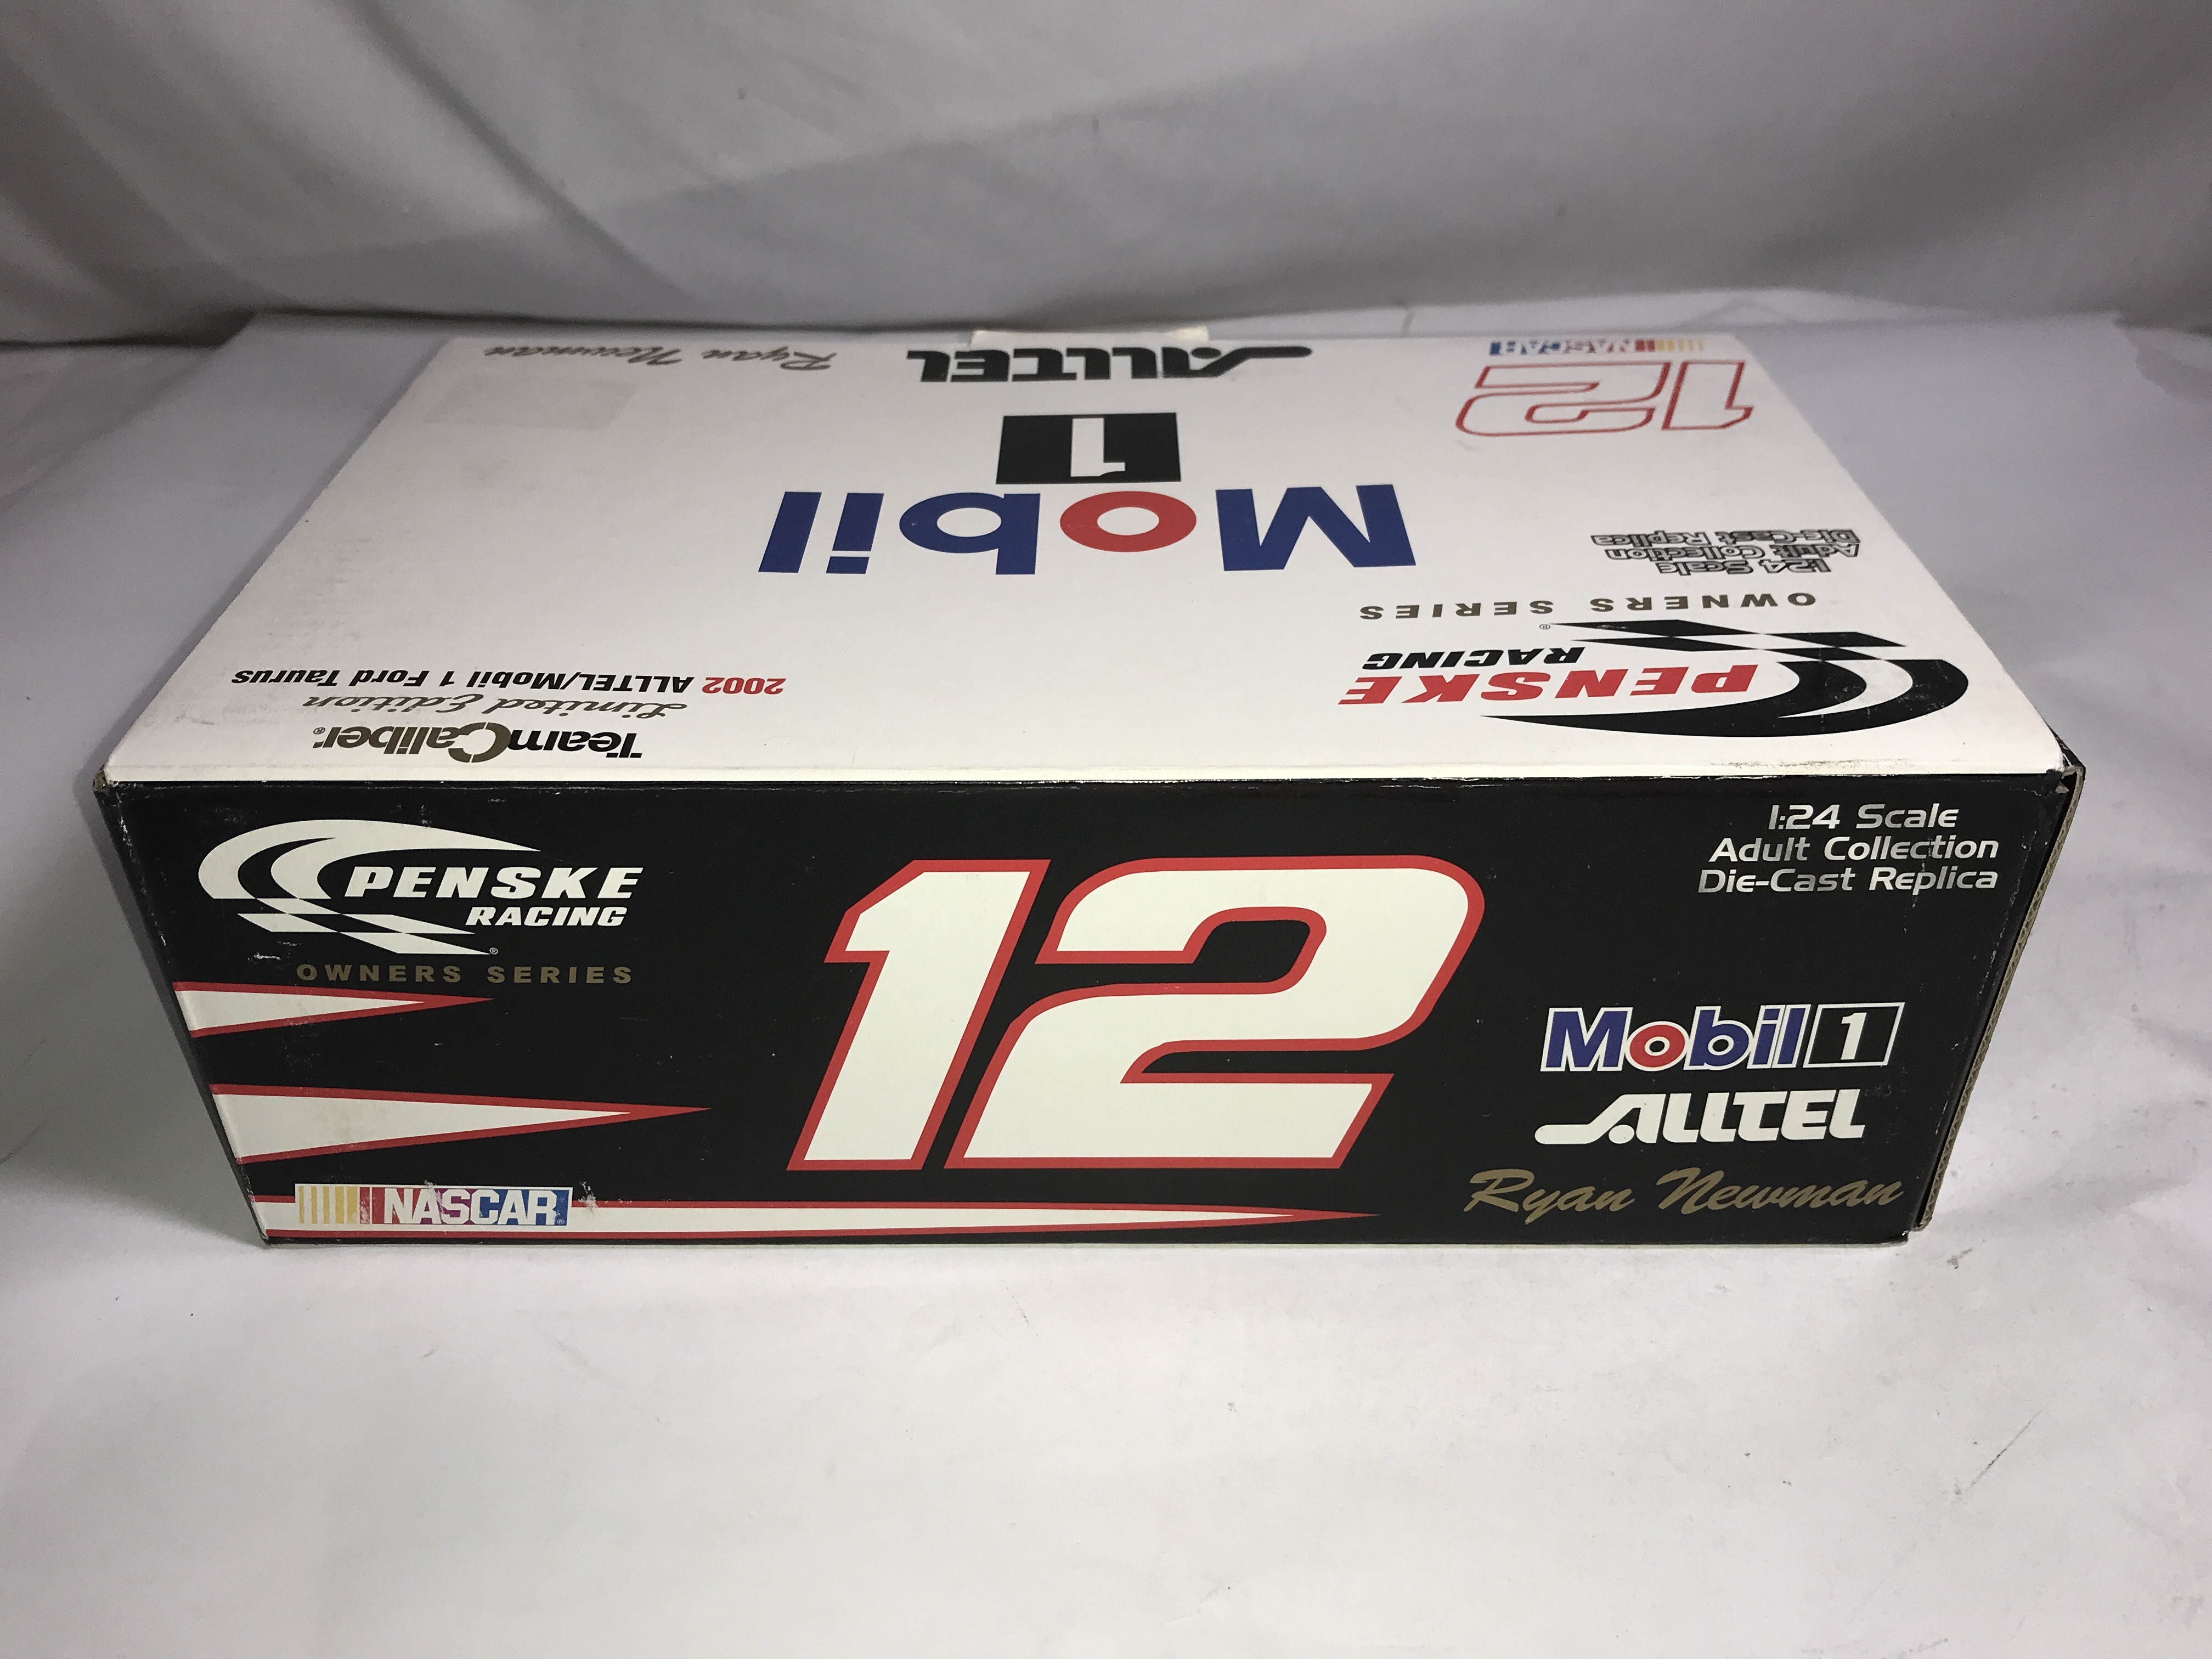 Ryan Newman
ALLTEL
NASCAR
12
1
Mobil
1:24 Scale
Adult Collection
Die-Cast Replica
OWNERS SERIES
PENSKE
RACING
®
2002 ALLTEL/Mobil 1 Ford Taurus
Limited Edition
TeamCaliber®
PENSKE
RACING
®
OWNERS SERIES
12
1:24 Scale
Adult Collection
Die-Cast Replica
Mobil 1
ALLTEL
Ryan Newman
NASCAR®